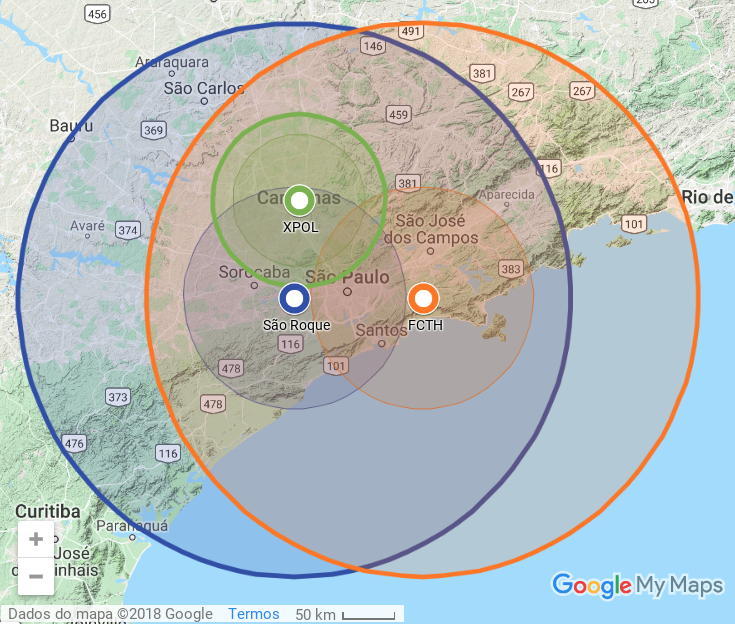 456
205
491
146
Araraquara
381
São Carlos
267
267
459
Bauru
369
116
381
Campinas
Aparecida
Rio de
XPOL
Avaré
374
São José
dos Campos
101
Sorocaba
São Paulo
383
São Roque
FCTH
Santos
116
101
478
373
478
476
116
Curitiba
Paranaguá
José
dos Pinhais
Google My Maps
Dados do mapa ©2018 Google Termos 50 km